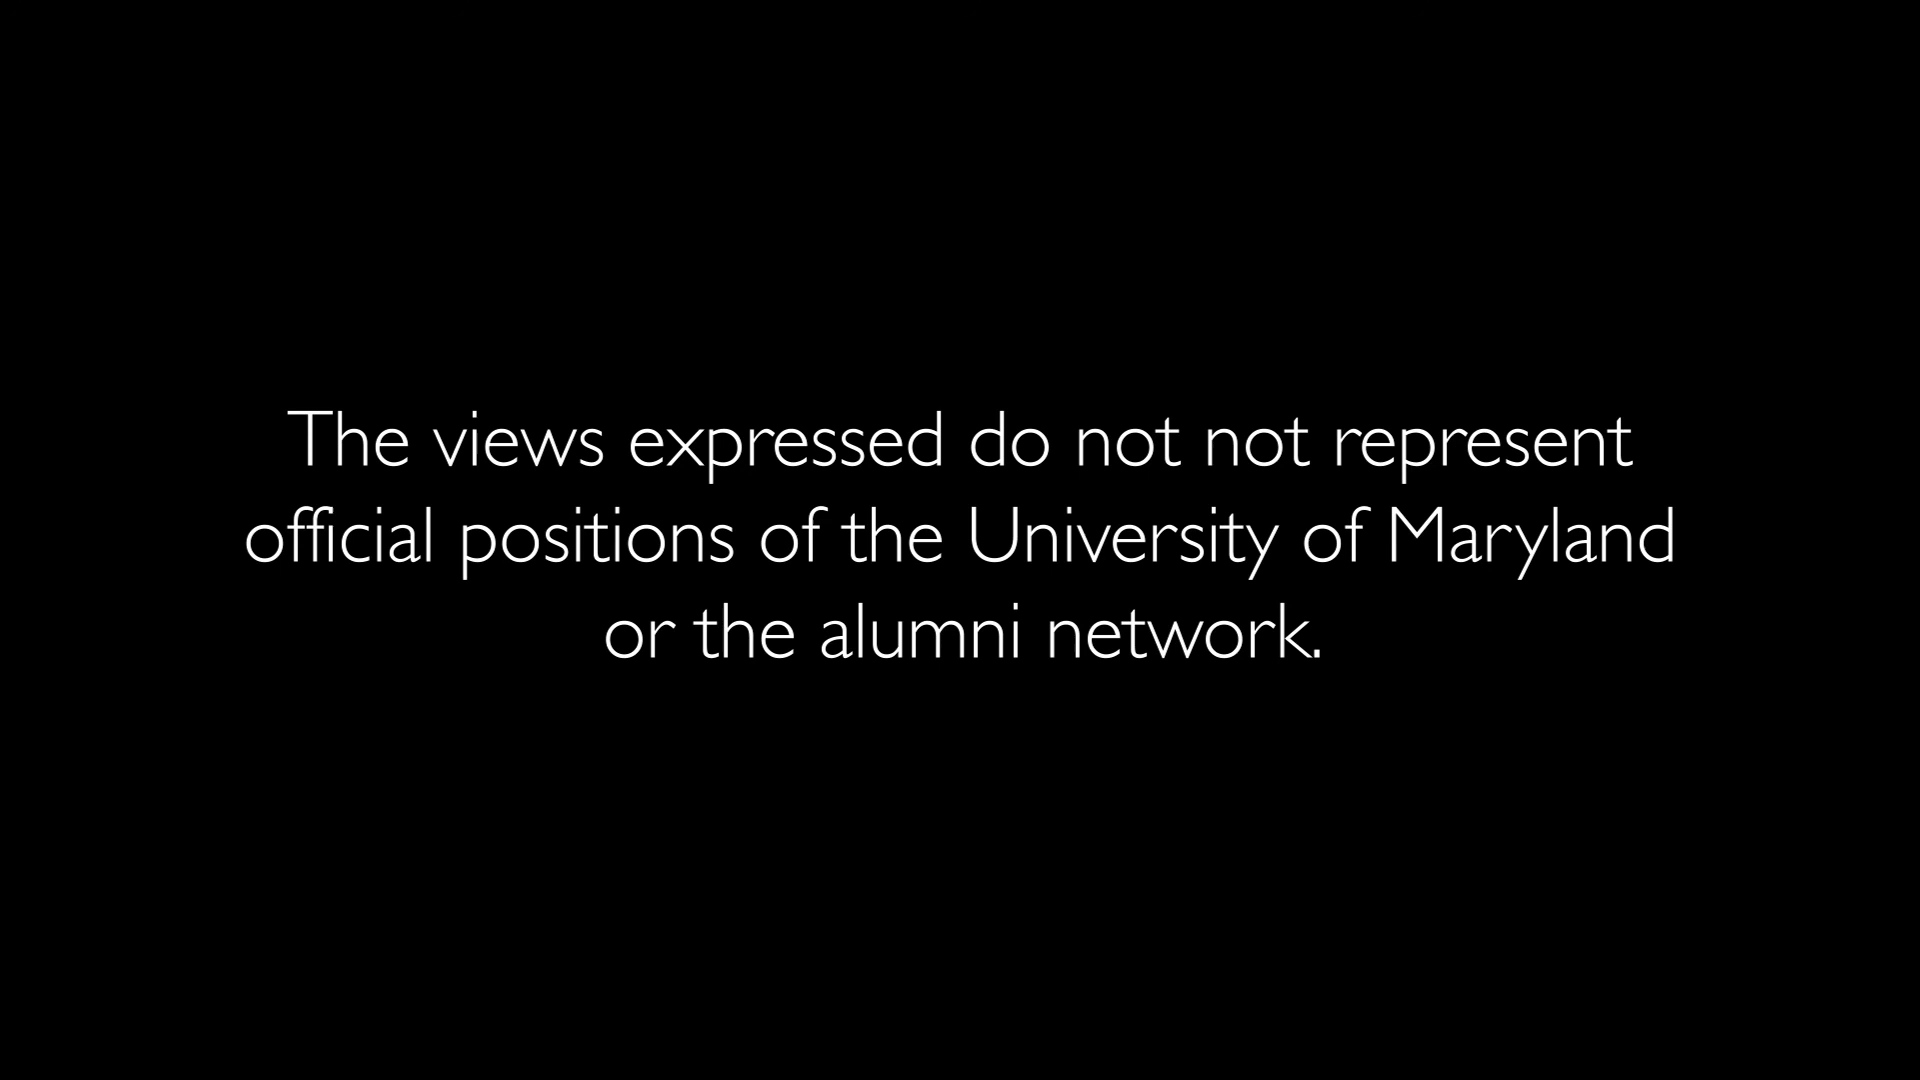 The views expressed do not not represent
official positions of the University of Maryland
or the alumni network.